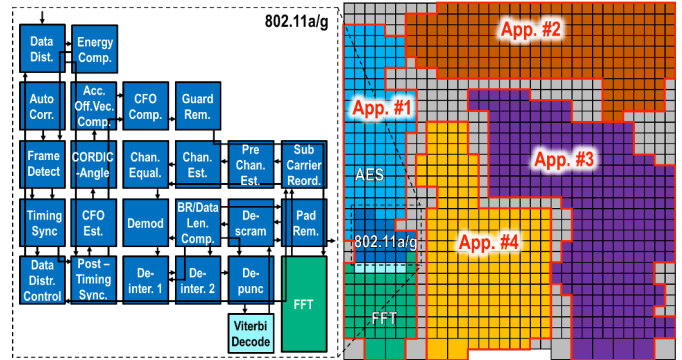 802.11a/g
Data
Dist.
Energy
Comp.
Auto
Corr.
Acc.
Off.Vec.
Comp.
CFO
Comp.
Guard
Rem.
Frame
Detect
CORDIC
-Angle
Chan.
Equal.
Chan.
Est.
Pre
Chan.
Est.
Sub
Carrier
Reord.
Timing
Sync
CFO
Est.
Demod
BR/Data
Len.
Comp.
De-
scram
Pad
Rem.
Data
Distr.
Control
Post –
Timing
Sync.
De-
inter. 1
De-
inter. 2
De-
punc
FFT
Viterbi
Decode
App. #2
App. #1
App. #3
AES
802.11a/g
App. #4
FFT